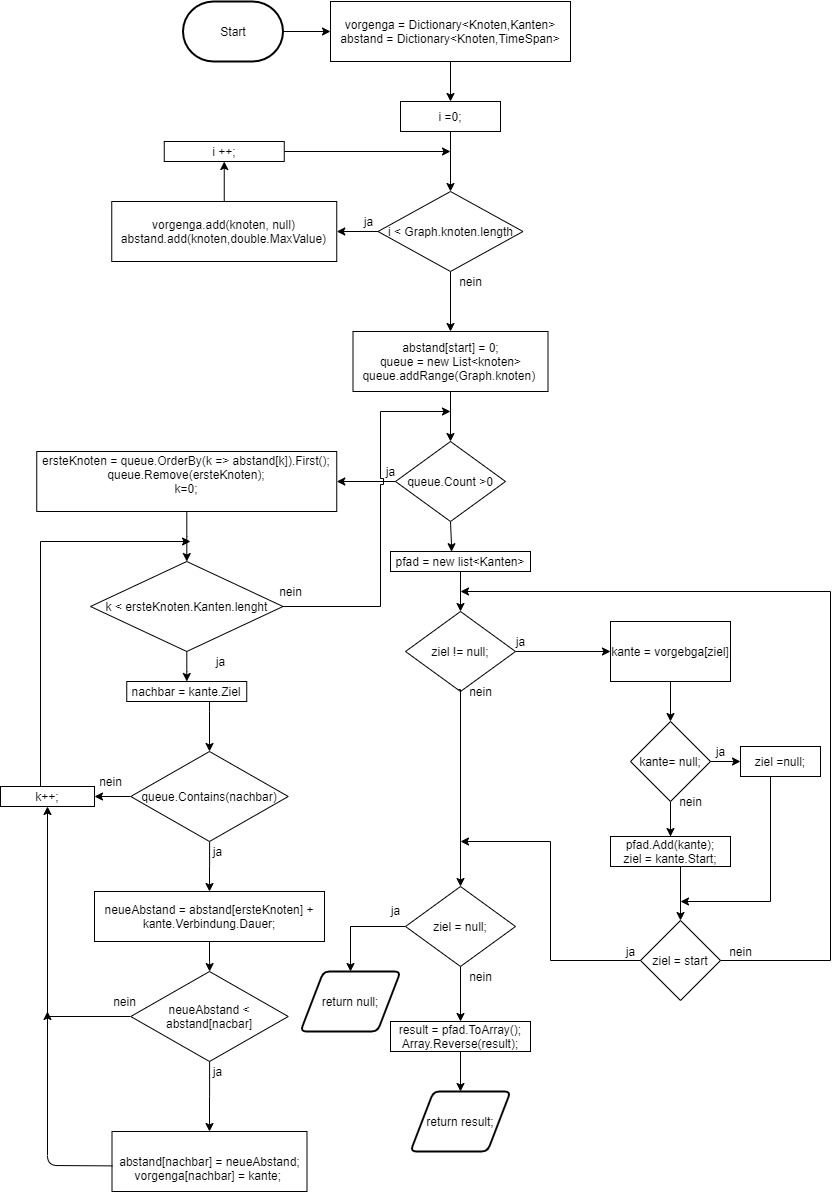 Start
vorgenga = Dictionary<Knoten,Kanten>
abstand = Dictionary<Knoten,TimeSpan>
i =0;
i ++;
vorgenga.add(knoten, null)
abstand.add(knoten,double.MaxValue)
ja
i < Graph.knoten.length
nein
abstand[start] = 0;
queue = new List<knoten>
queue.addRange(Graph.knoten)
ersteKnoten = queue.OrderBy(k => abstand[k]).First();
queue.Remove(ersteKnoten);
k=0;
ja
queue.Count >0
pfad = new list<Kanten>
k < ersteKnoten.Kanten.lenght
nein
ja
nachbar = kante.Ziel
ziel != null;
ja
nein
kante = vorgebga[ziel]
kante= null;
ja
ziel =null;
nein
pfad.Add(kante);
ziel = kante.Start;
ziel = start
ja
nein
k++;
nein
queue.Contains(nachbar)
ja
neueAbstand = abstand[ersteKnoten] +
kante.Verbindung.Dauer;
nein
neueAbstand <
abstand[nacbar]
ja
abstand[nachbar] = neueAbstand;
vorgenga[nachbar] = kante;
ja
ziel = null;
nein
return null;
result = pfad.ToArray();
Array.Reverse(result);
return result;